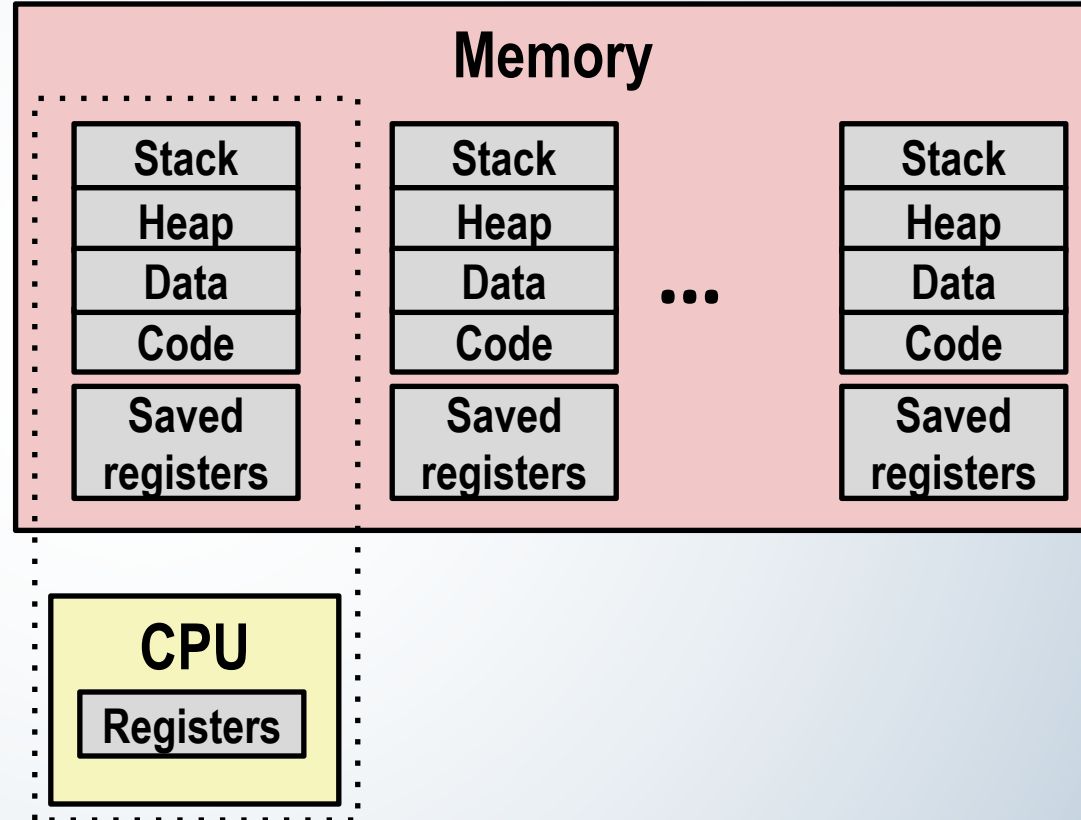 Memory
Stack
Heap
Data
Code
Saved
registers
Stack
Heap
Data
Code
Saved
registers
...
Stack
Heap
Data
Code
Saved
registers
CPU
Registers